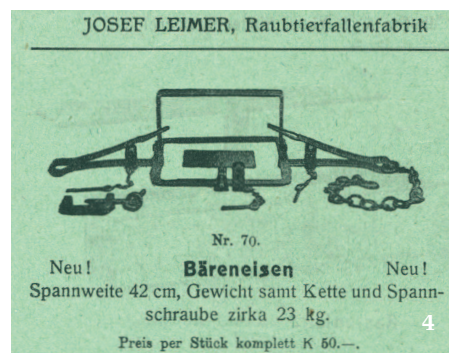 JOSEF LEIMER, Raubtierfallenfabrik
Nr. 70.
Neu! Bäreneisen Neu!
Spannweite 42 cm, Gewicht samt Kette und Spann-
schraube zirka 23 kg.
4
Preis per Stück komplett K 50.—.